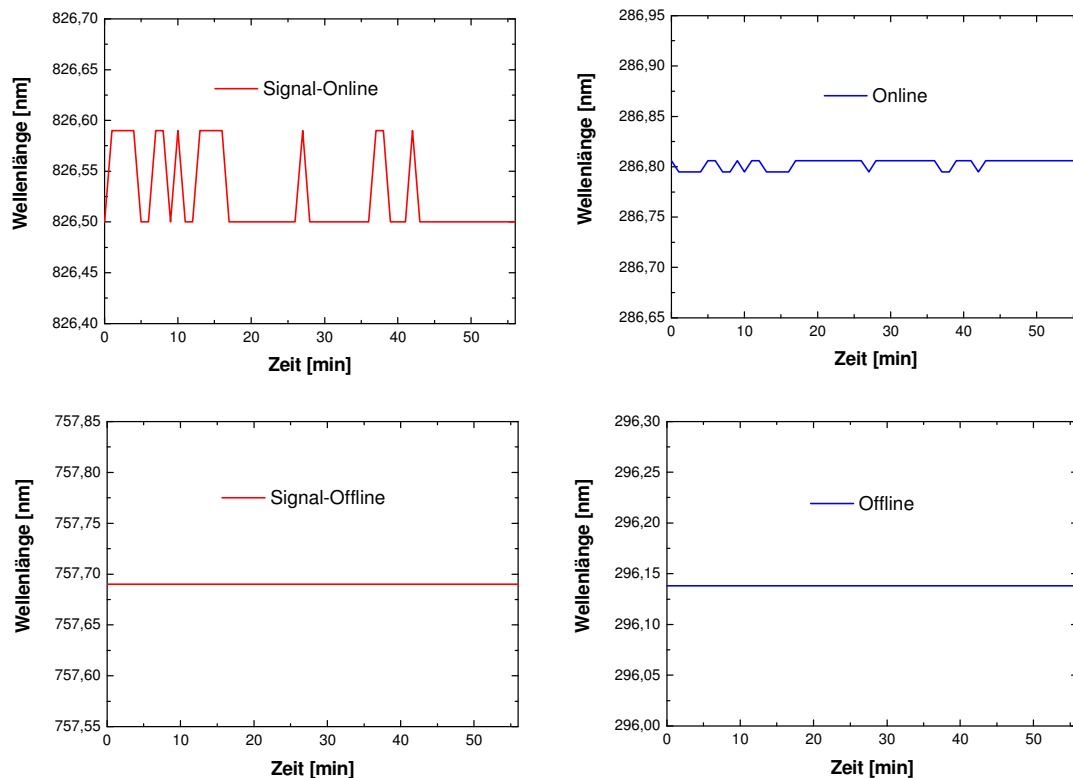 826,70
826,65
826,60
826,55
826,50
826,45
826,40
Wellenlänge [nm]
Signal-Online
0 10 20 30 40 50
Zeit [min]
286,95
286,90
286,85
286,80
286,75
286,70
286,65
Wellenlänge [nm]
Online
0 10 20 30 40 50
Zeit [min]
757,85
757,80
757,75
757,70
757,65
757,60
757,55
Wellenlänge [nm]
Signal-Offline
0 10 20 30 40 50
Zeit [min]
296,30
296,25
296,20
296,15
296,10
296,05
296,00
Wellenlänge [nm]
Offline
0 10 20 30 40 50
Zeit [min]